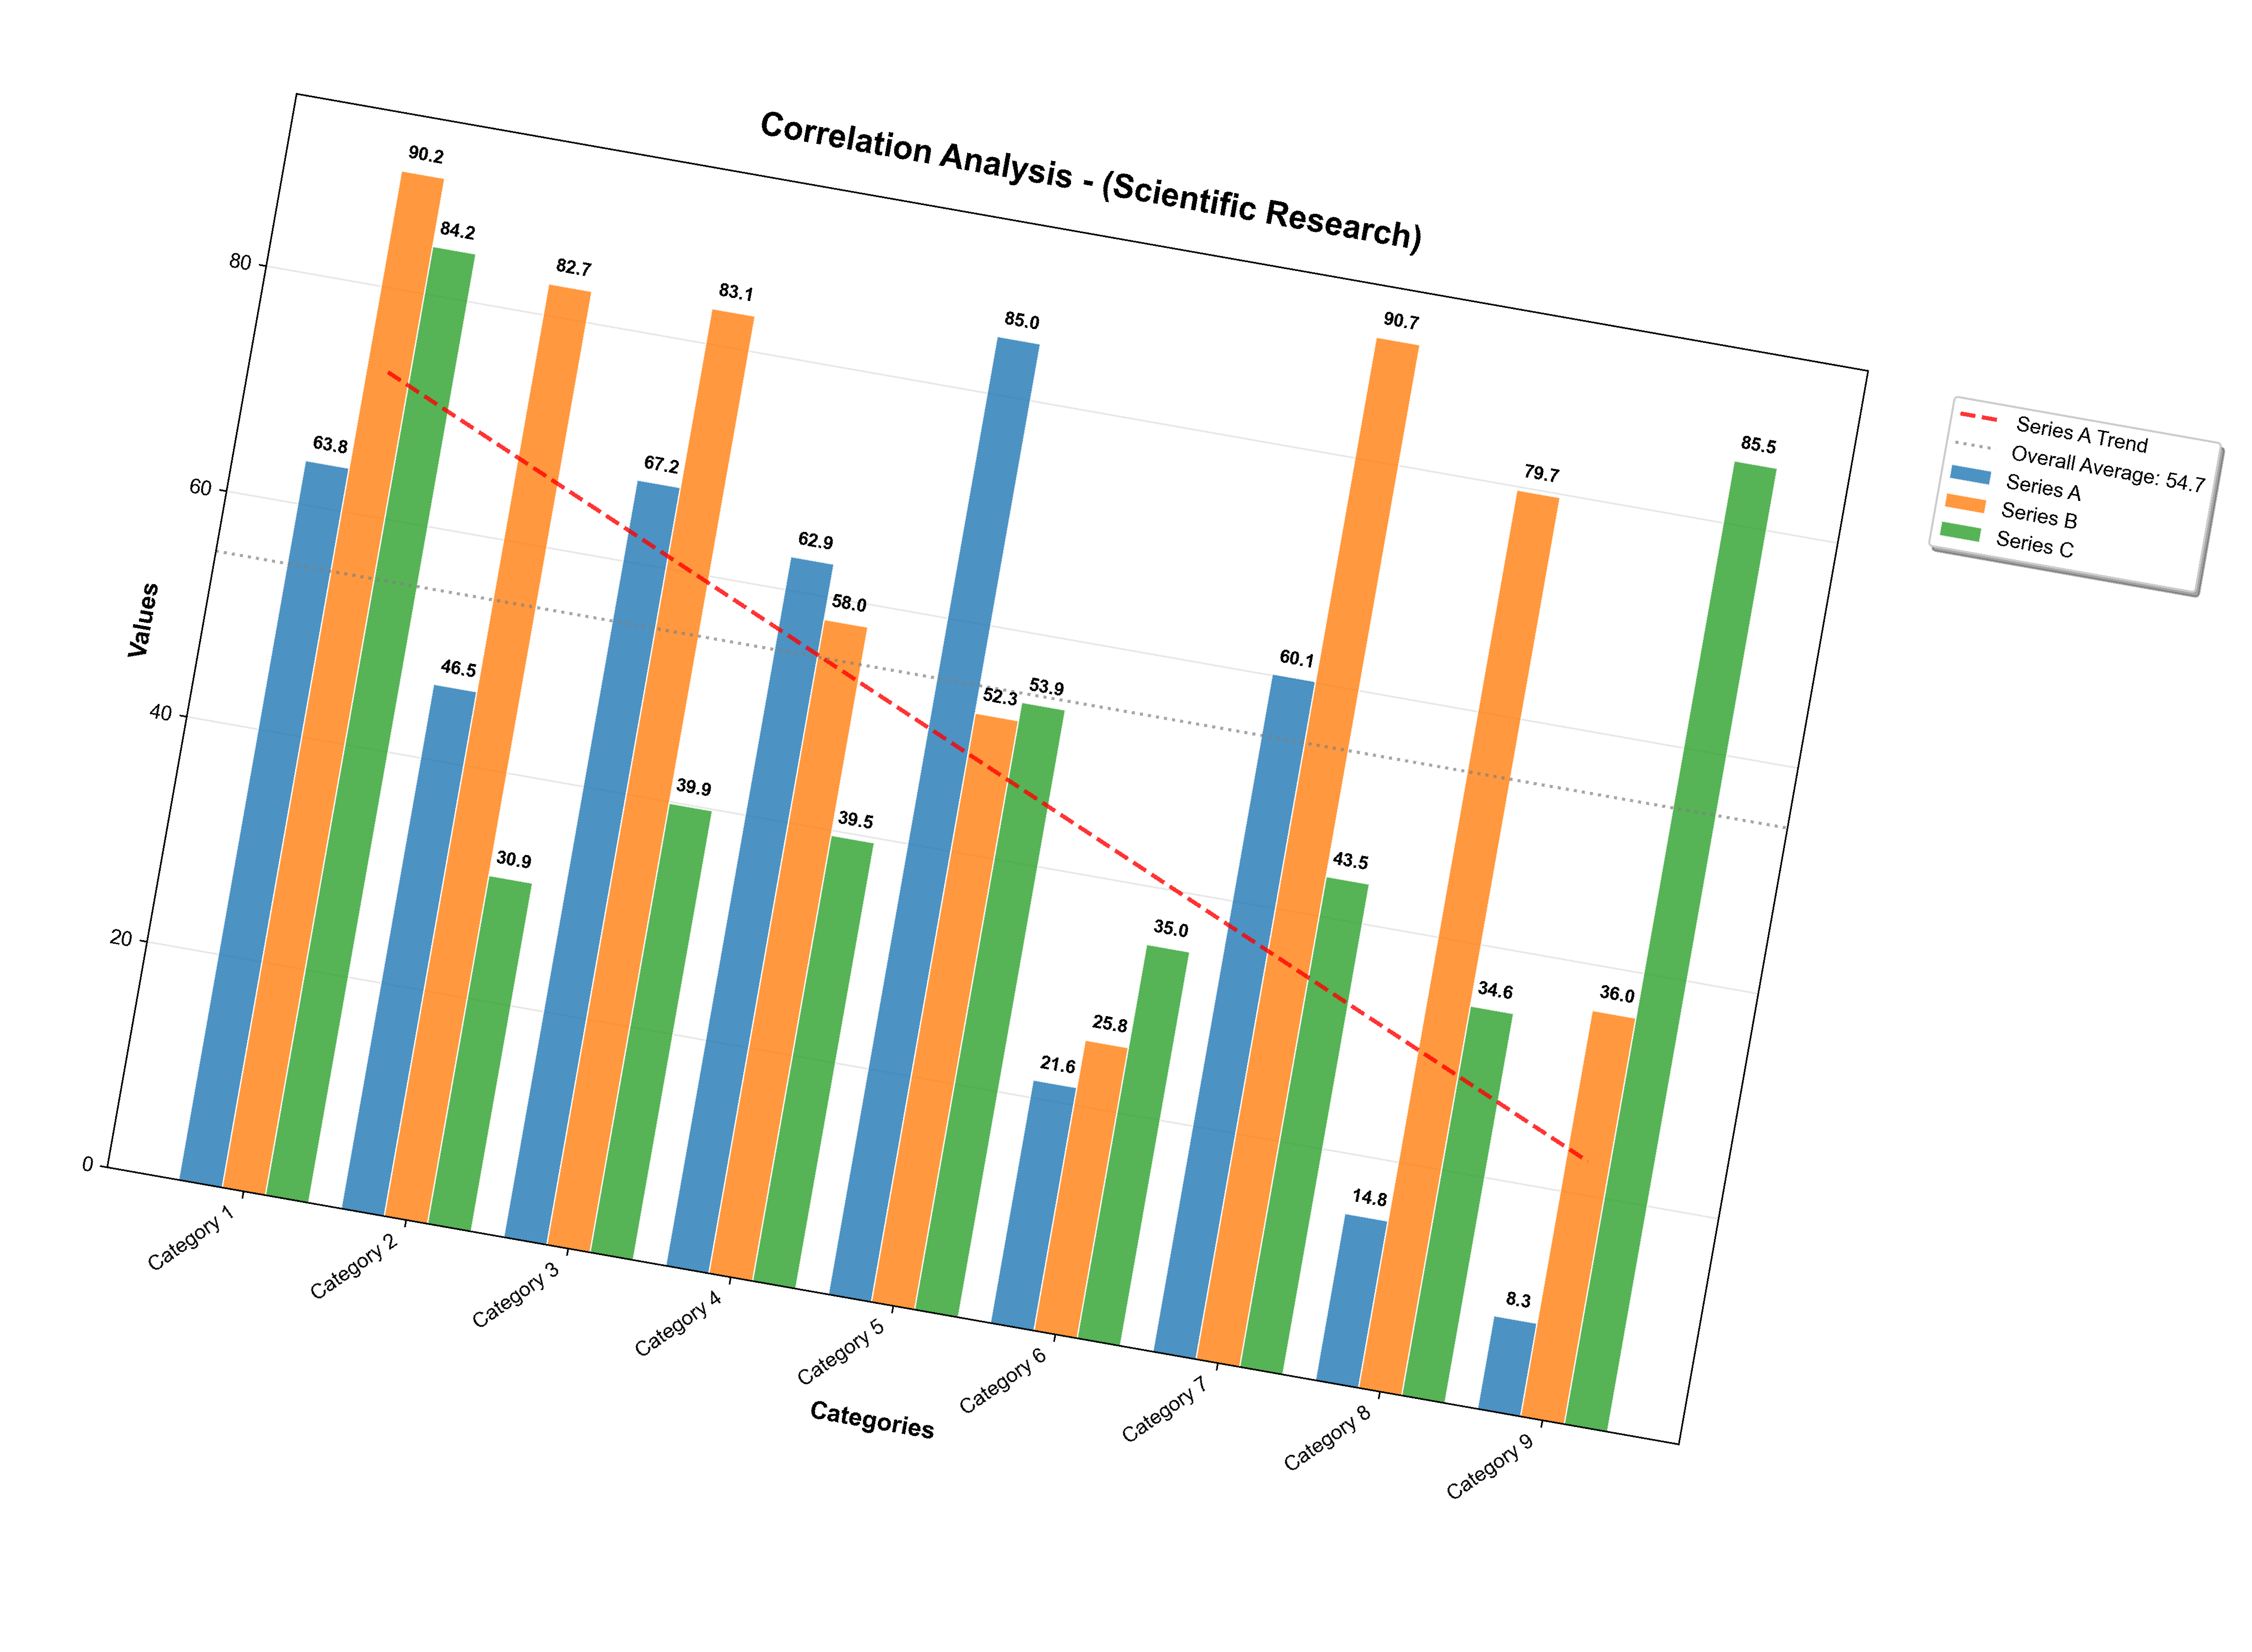 Correlation Analysis - (Scientific Research)
Values
80
60
40
20
0
90.2
84.2
63.8
82.7
46.5
30.9
83.1
67.2
39.9
62.9
58.0
39.5
85.0
52.3
53.9
21.6
25.8
35.0
90.7
60.1
43.5
79.7
14.8
34.6
8.3
36.0
85.5
Category 1
Category 2
Category 3
Category 4
Category 5
Category 6
Category 7
Category 8
Category 9
Categories
Series A Trend
Overall Average: 54.7
Series A
Series B
Series C